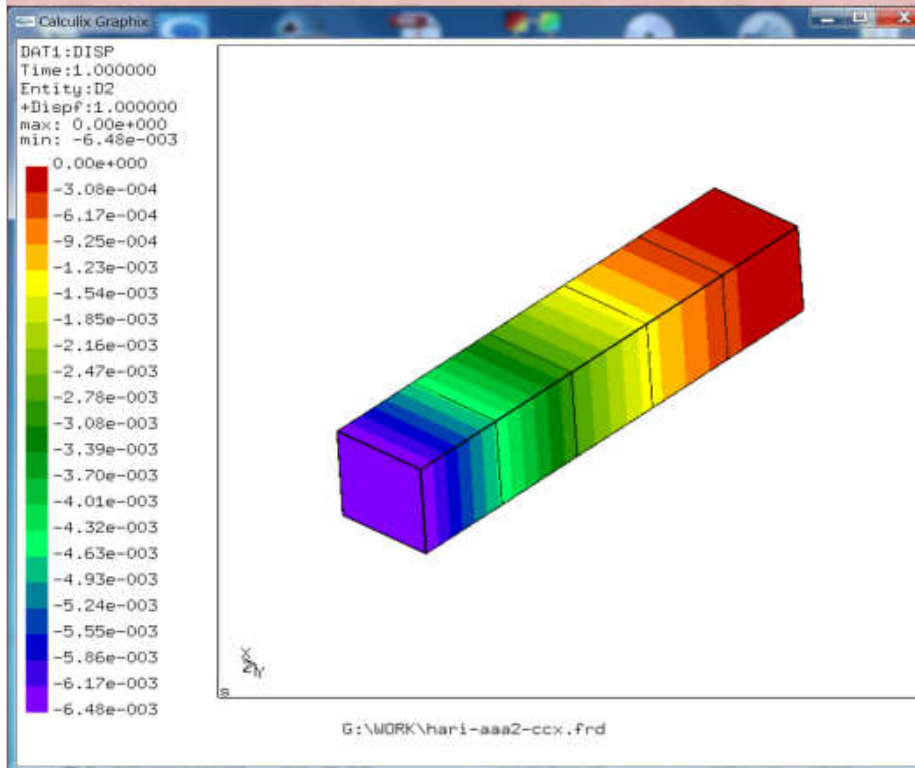 Calculix Graphix
DAT1:DISP
Time:1.000000
Entity:D2
+Dispf:1.000000
max: 0.00e+000
min: -6.48e-003
0.00e+000
-3.08e-004
-6.17e-004
-9.25e-004
-1.23e-003
-1.54e-003
-1.85e-003
-2.16e-003
-2.47e-003
-2.78e-003
-3.08e-003
-3.39e-003
-3.70e-003
-4.01e-003
-4.32e-003
-4.63e-003
-4.93e-003
-5.24e-003
-5.55e-003
-5.86e-003
-6.17e-003
-6.48e-003
X
Z Y
S
G:\WORK\hari-aaa2-ccx.frd